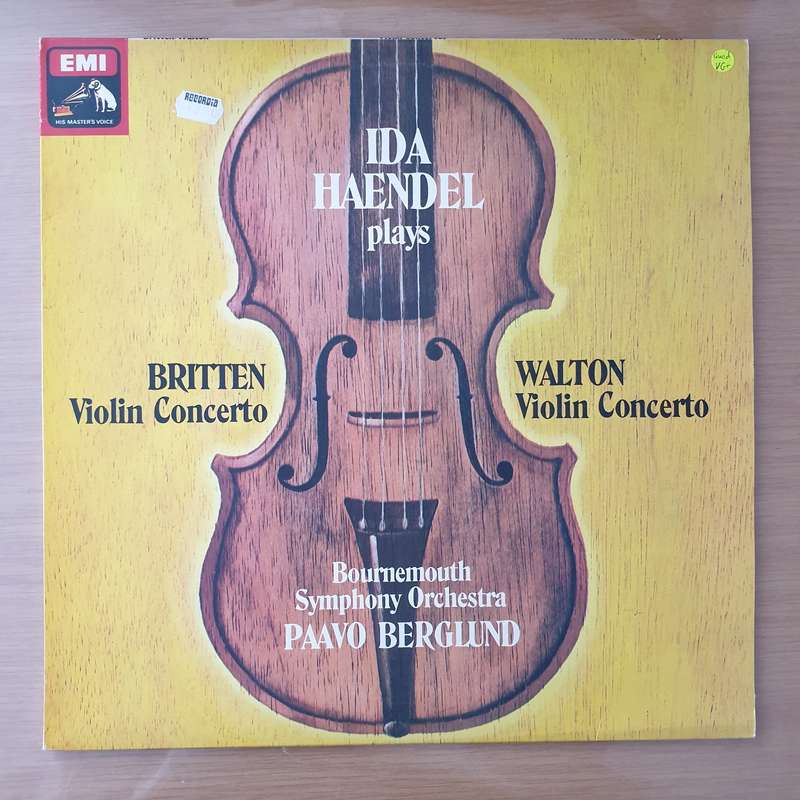 EMI
HIS MASTER'S VOICE
RECORDIA
VG+
IDA
HAENDEL
plays
BRITTEN
Violin Concerto
WALTON
Violin Concerto
Bournemouth
Symphony Orchestra
PAAVO BERGLUND